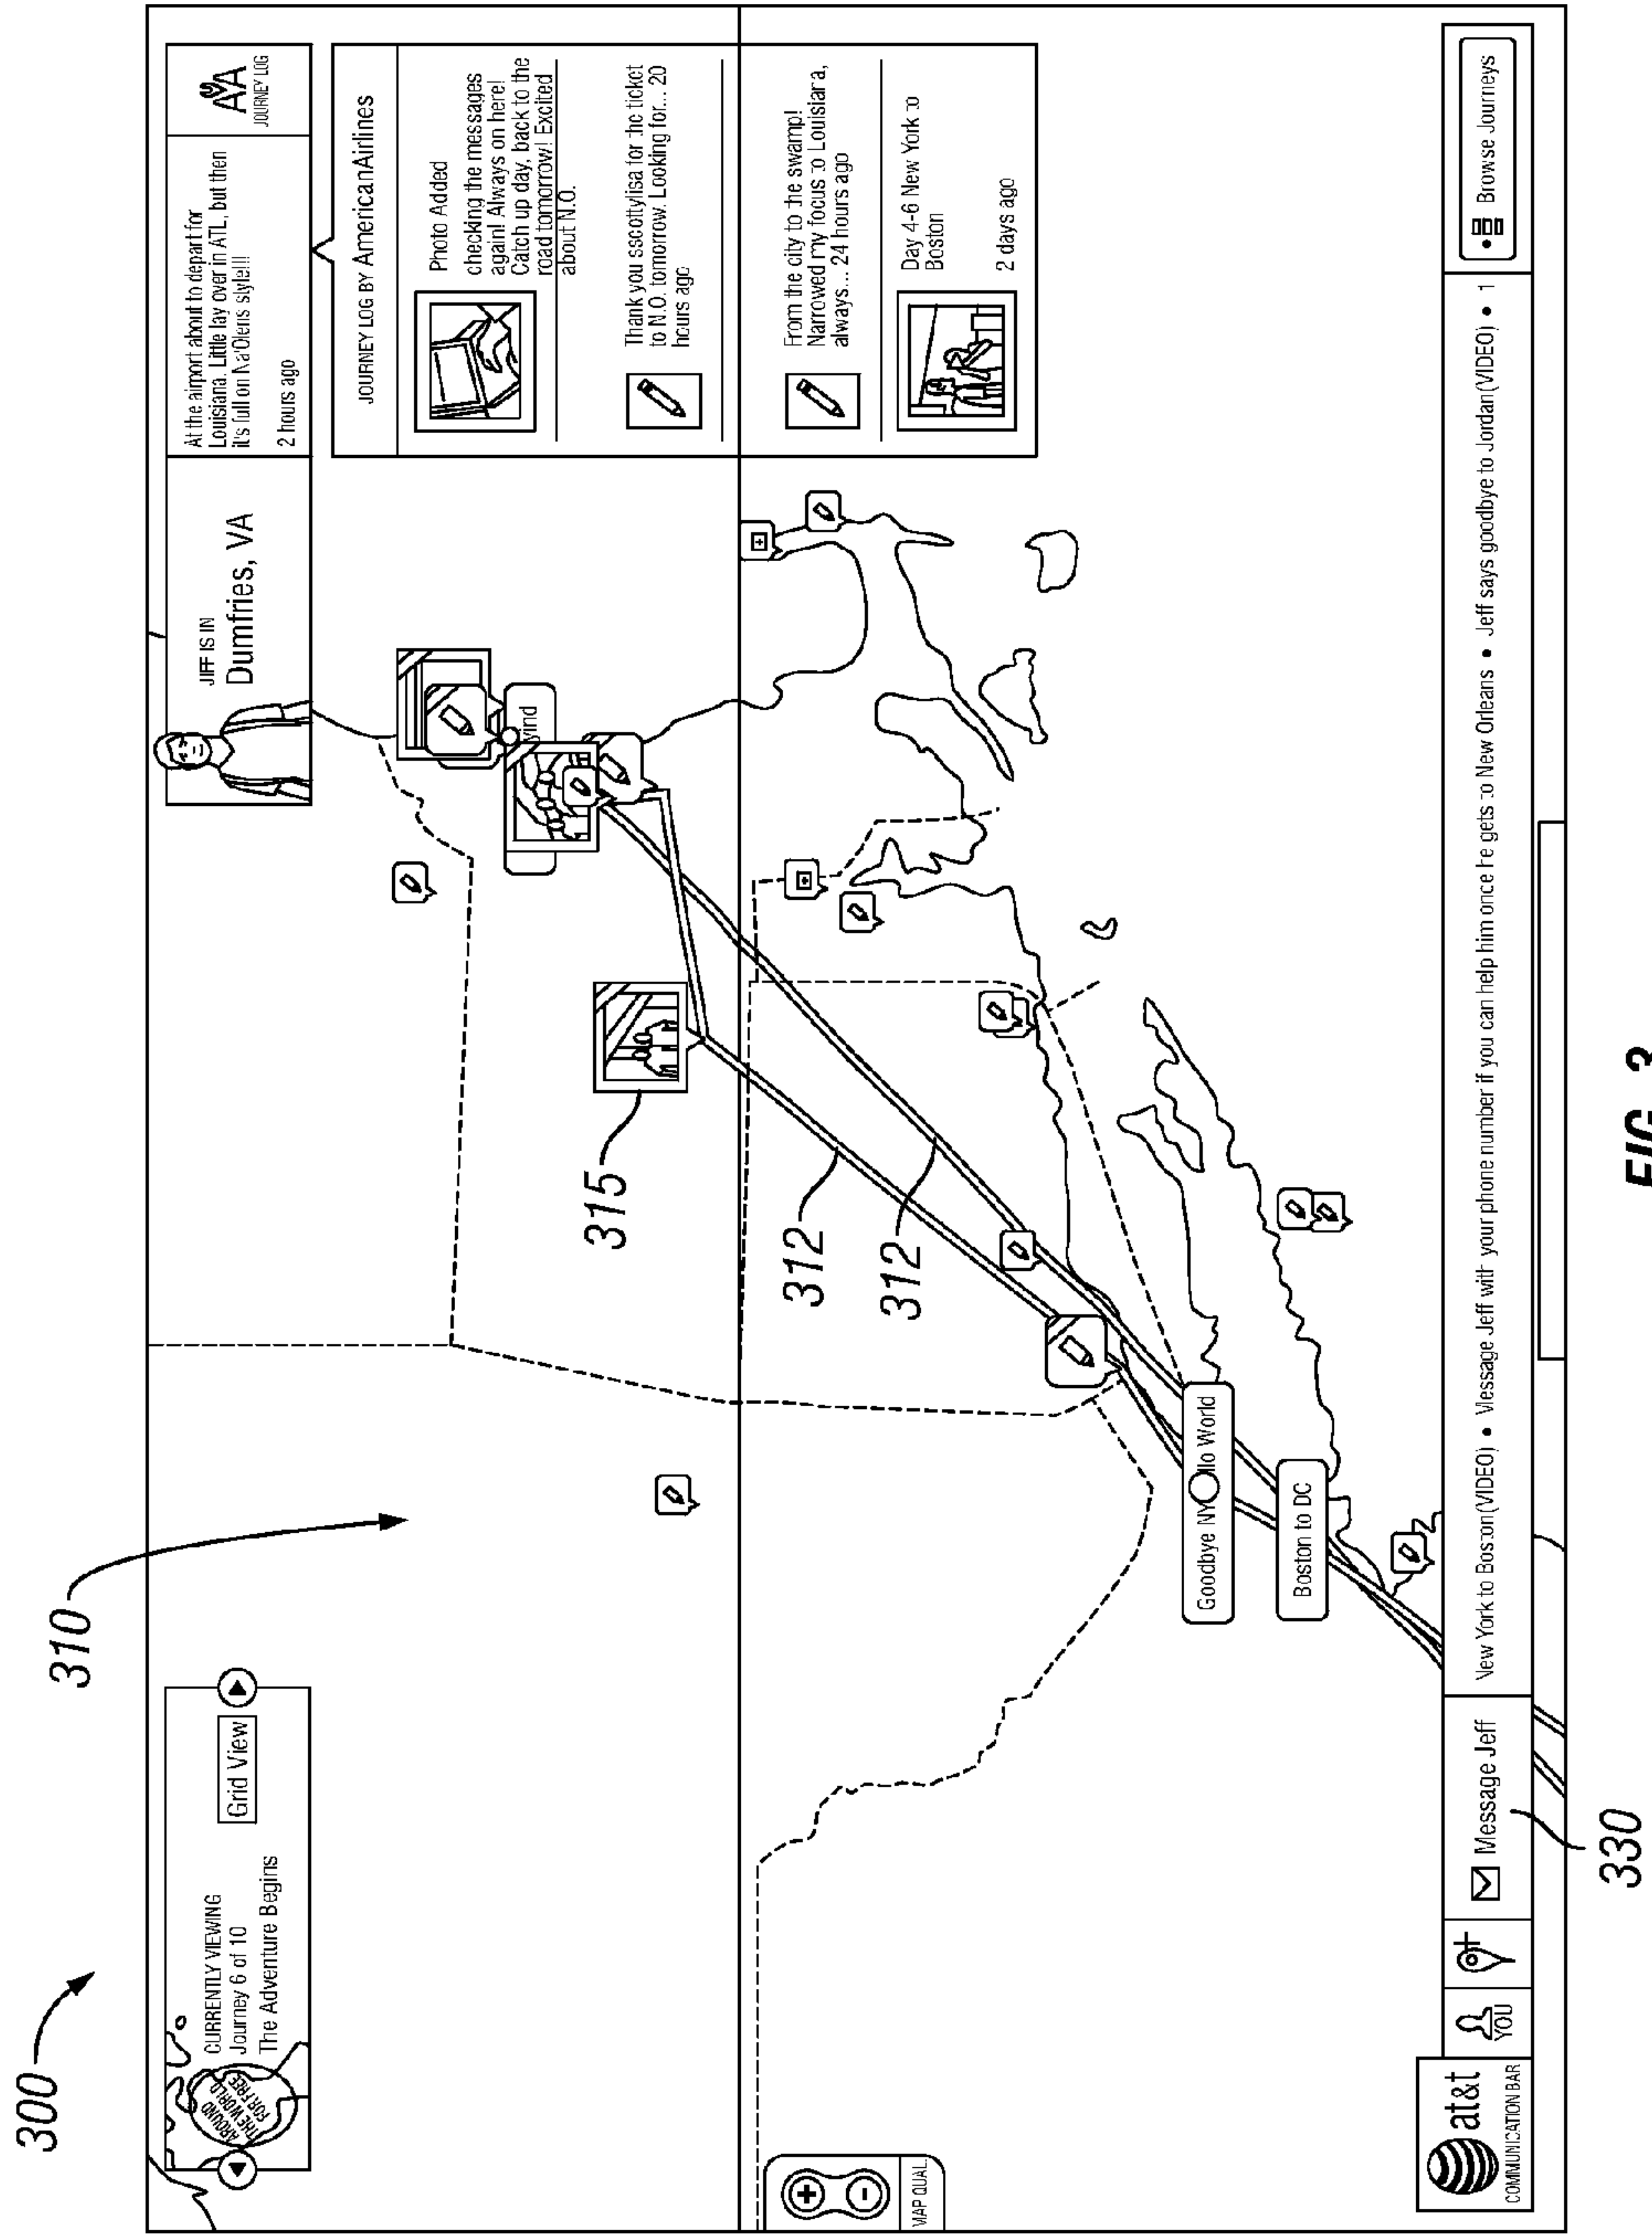 300
310
CURRENTLY VIEWING
Journey 6 of 10
The Adventure Begins
Grid View
AROUND
THE WORLD
FOR FREE
JIFF IS IN
Dumfries, VA
At the airport about to depart for
Louisiana. Little lay over in ATL, but then
it's full on Na'Olens style!!!
2 hours ago
AA
JOURNEY LOG
JOURNEY LOG BY AmericanAirlines
Photo Added
checking the messages
again! Always on here!
Catch up day, back to the
road tomorrow! Excited
about N.O.
Thank you sscottylisa for the ticket
to N.O. tomorrow. Looking for... 20
hours ago
From the city to the swamp!
Narrowed my focus to Louisiara,
always... 24 hours ago
Day 4-6 New York to
Boston
2 days ago
315
312
312
Goodbye NY llo World
Boston to DC
MAP QUAL.
at&t
COMMUNICATION BAR
YOU
Message Jeff
New York to Boston(VIDEO) • Message Jeff with your phone number if you can help him once he gets to New Orleans • Jeff says goodbye to Jordan(VIDEO) • 1
Browse Journeys
330
FIG. 3